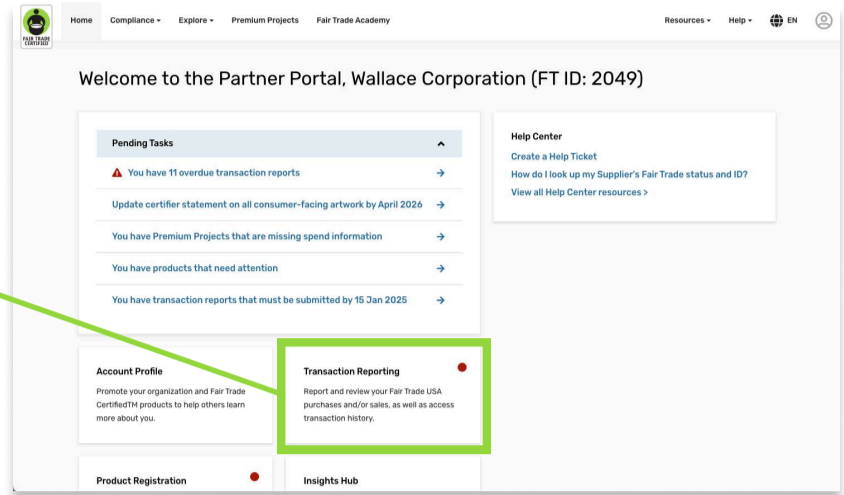 FAIR TRADE
CERTIFIED
Home Compliance Explore Premium Projects Fair Trade Academy Resources Help EN
Welcome to the Partner Portal, Wallace Corporation (FT ID: 2049)
Pending Tasks
You have 11 overdue transaction reports
Update certifier statement on all consumer-facing artwork by April 2026
You have Premium Projects that are missing spend information
You have products that need attention
You have transaction reports that must be submitted by 15 Jan 2025
Help Center
Create a Help Ticket
How do I look up my Supplier's Fair Trade status and ID?
View all Help Center resources >
Account Profile
Promote your organization and Fair Trade
CertifiedTM products to help others learn
more about you.
Transaction Reporting
Report and review your Fair Trade USA
purchases and/or sales, as well as access
transaction history.
Product Registration
Insights Hub